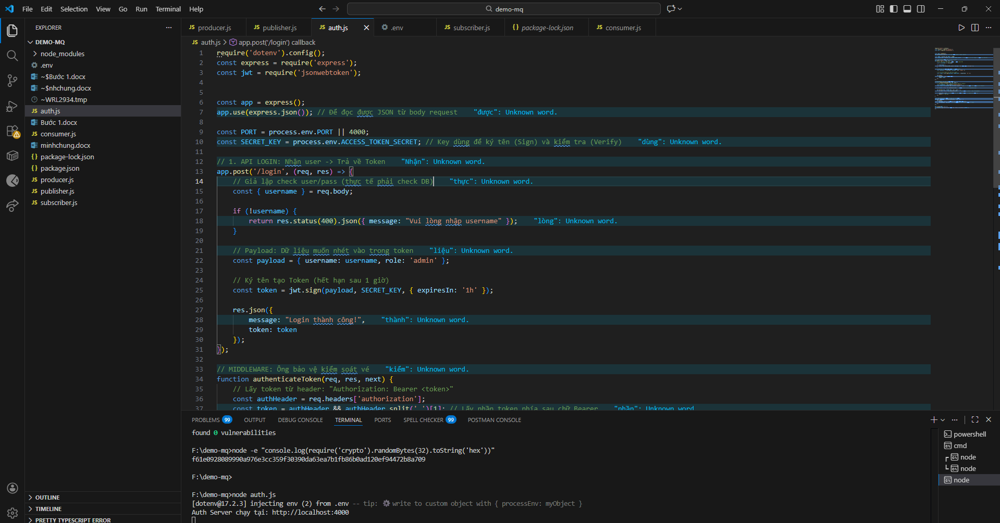 File Edit Selection View Go Run Terminal Help
demo-mq
EXPLORER
DEMO-MQ
node_modules
.env
~$Bước 1.docx
~$nhchung.docx
~WRL2934.tmp
JS auth.js
Bước 1.docx
JS consumer.js
minhchung.docx
{} package-lock.json
{} package.json
JS producer.js
JS publisher.js
JS subscriber.js
OUTLINE
TIMELINE
PRETTY TYPESCRIPT ERROR
JS producer.js JS publisher.js JS auth.js .env JS subscriber.js {} package-lock.json JS consumer.js
JS auth.js > app.post('/login') callback
1 require('dotenv').config();
2 const express = require('express');
3 const jwt = require('jsonwebtoken');
4
5
6 const app = express();
7 app.use(express.json()); // Để đọc được JSON từ body request "được": Unknown word.
8
9 const PORT = process.env.PORT || 4000;
10 const SECRET_KEY = process.env.ACCESS_TOKEN_SECRET; // Key dùng để ký tên (Sign) và kiểm tra (Verify) "dùng": Unknown word.
11
12 // 1. API LOGIN: Nhận user -> Trả về Token "Nhận": Unknown word.
13 app.post('/login', (req, res) => {
14 // Giả lập check user/pass (thực tế phải check DB) "thực": Unknown word.
15 const { username } = req.body;
16
17 if (!username) {
18 return res.status(400).json({ message: "Vui lòng nhập username" }); "lòng": Unknown word.
19 }
20
21 // Payload: Dữ liệu muốn nhét vào trong token "liệu": Unknown word.
22 const payload = { username: username, role: 'admin' };
23
24 // Ký tên tạo Token (hết hạn sau 1 giờ)
25 const token = jwt.sign(payload, SECRET_KEY, { expiresIn: '1h' });
26
27 res.json({
28 message: "Login thành công!", "thành": Unknown word.
29 token: token
30 });
31 });
32
33 // MIDDLEWARE: Ông bảo vệ kiểm soát vé "kiểm": Unknown word.
34 function authenticateToken(req, res, next) {
35 // Lấy token từ header: "Authorization: Bearer <token>"
36 const authHeader = req.headers['authorization'];
37 const token = authHeader && authHeader.split(' ')[1]; // Lấy phần token phía sau chữ Bearer "phần": Unknown word.
PROBLEMS 99 OUTPUT DEBUG CONSOLE TERMINAL PORTS SPELL CHECKER 99 POSTMAN CONSOLE
found 0 vulnerabilities
F:\demo-mq>node -e "console.log(require('crypto').randomBytes(32).toString('hex'))"
f61e0928089990a976e3cc359f30390da63ea7b1fb86b0ad120ef94472b8a709
F:\demo-mq>
F:\demo-mq>node auth.js
[dotenv@17.2.3] injecting env (2) from .env -- tip: ⚙️ write to custom object with { processEnv: myObject }
Auth Server chạy tại: http://localhost:4000
powershell
cmd
node
node
node